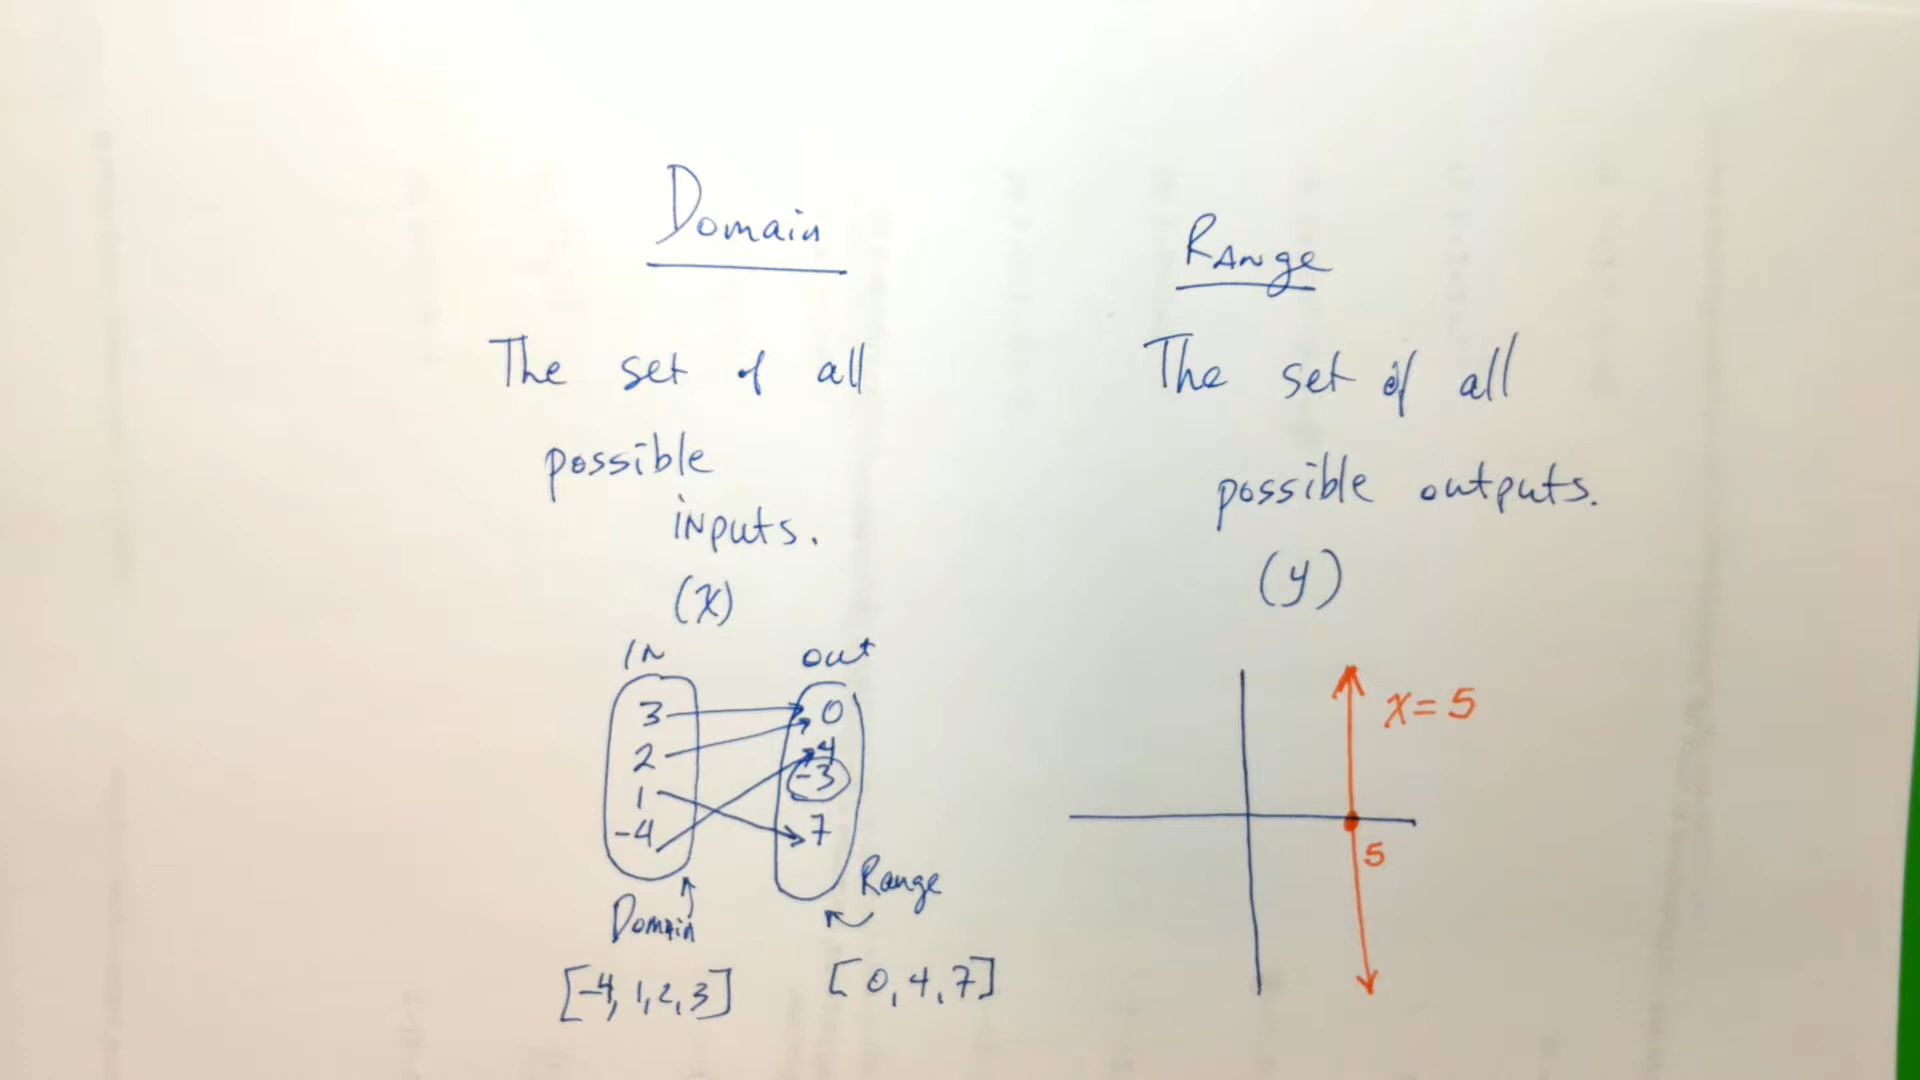 Domain
The set of all
possible
inputs.
(x)
IN
out
3
2
1
-4
0
4
-3
7
Domain
Range
[-4, 1, 2, 3]
[0, 4, 7]
Range
The set of all
possible outputs.
(y)
x=5
5